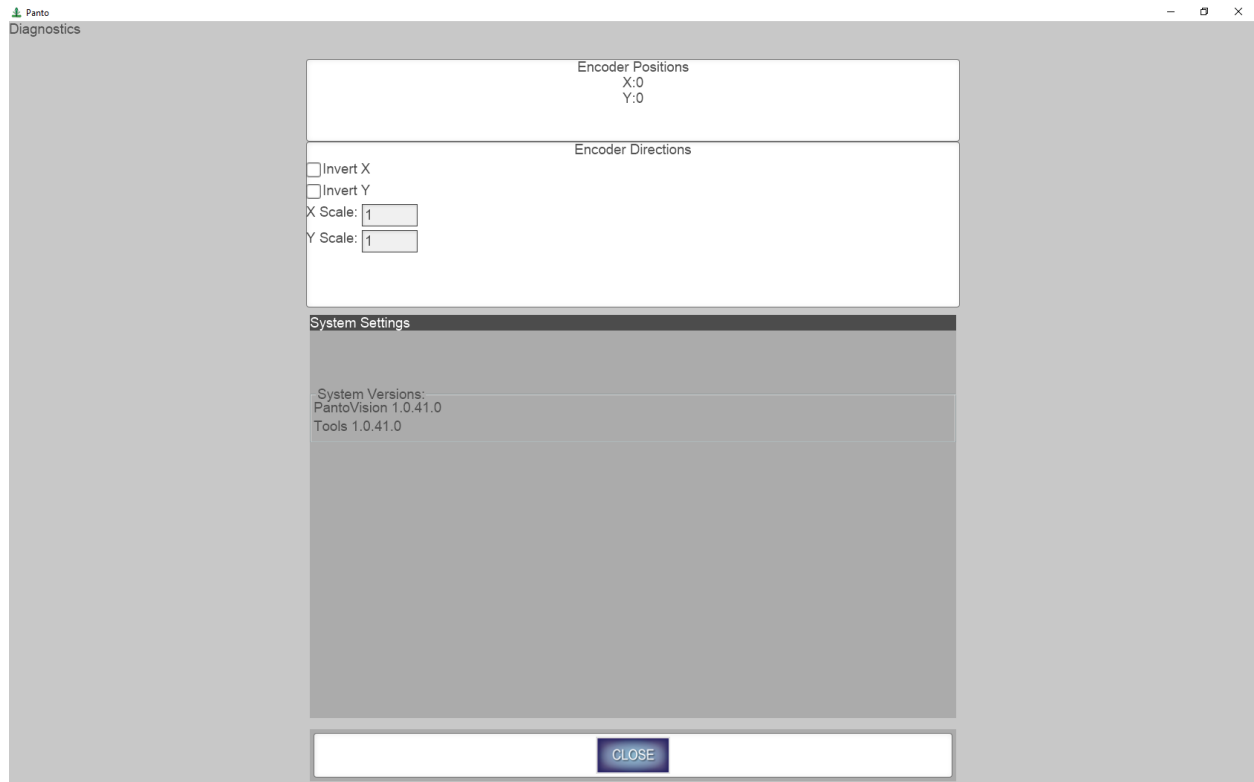 Panto
Diagnostics
Encoder Positions
X:0
Y:0
Encoder Directions
Invert X
Invert Y
X Scale: 1
Y Scale: 1
System Settings
System Versions:
PantoVision 1.0.41.0
Tools 1.0.41.0
CLOSE